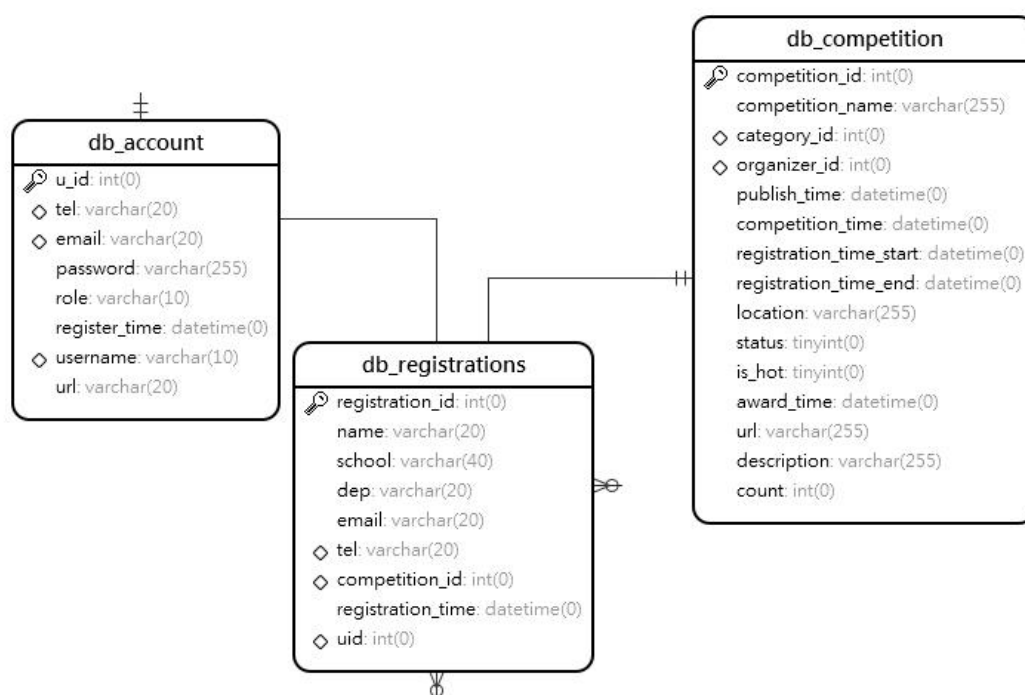 db_account
u_id: int(0)
tel: varchar(20)
email: varchar(20)
password: varchar(255)
role: varchar(10)
register_time: datetime(0)
username: varchar(10)
url: varchar(20)
db_registrations
registration_id: int(0)
name: varchar(20)
school: varchar(40)
dep: varchar(20)
email: varchar(20)
tel: varchar(20)
competition_id: int(0)
registration_time: datetime(0)
uid: int(0)
db_competition
competition_id: int(0)
competition_name: varchar(255)
category_id: int(0)
organizer_id: int(0)
publish_time: datetime(0)
competition_time: datetime(0)
registration_time_start: datetime(0)
registration_time_end: datetime(0)
location: varchar(255)
status: tinyint(0)
is_hot: tinyint(0)
award_time: datetime(0)
url: varchar(255)
description: varchar(255)
count: int(0)